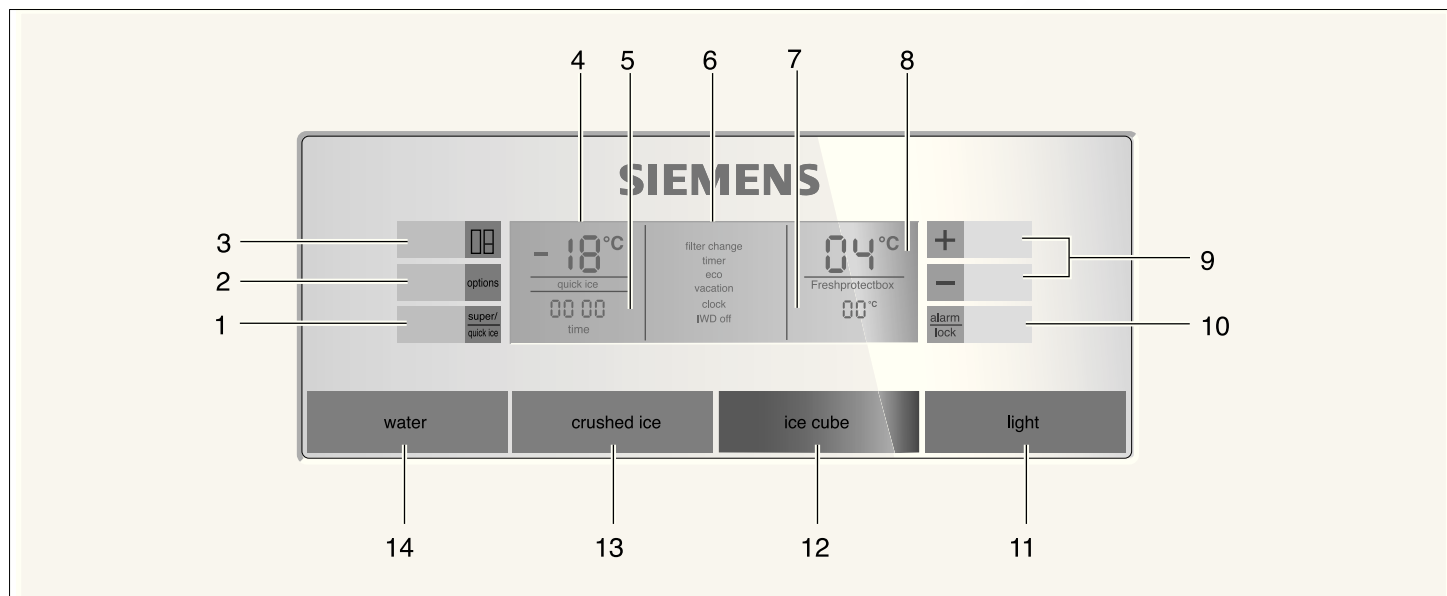 4 5 6 7 8
SIEMENS
3
-18°C
filter change
04°C
+
2
options
quick ice
timer
eco
vacation
Freshprotectbox
−
9
1
super/
quick ice
00 00
time
clock
IWD off
00°C
alarm
lock
10
water crushed ice ice cube light
14 13 12 11